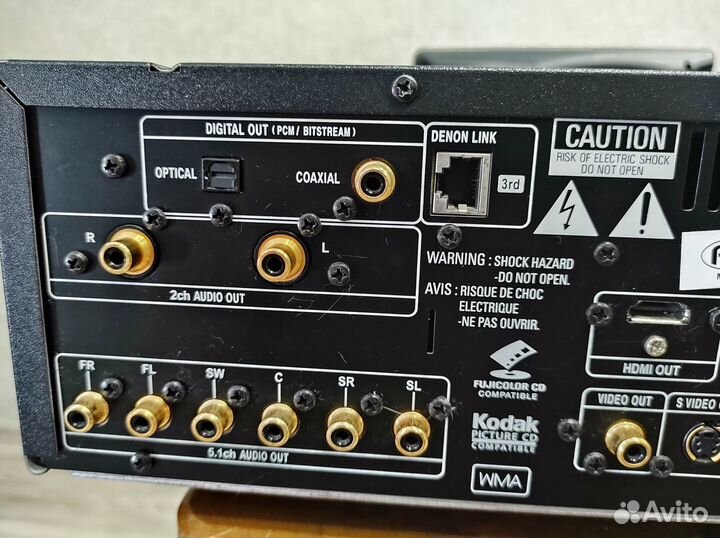 DIGITAL OUT ( PCM / BITSTREAM )
OPTICAL
COAXIAL
DENON LINK
3rd
CAUTION
RISK OF ELECTRIC SHOCK
DO NOT OPEN
R
L
2ch AUDIO OUT
WARNING : SHOCK HAZARD
-DO NOT OPEN.
AVIS : RISQUE DE CHOC
ELECTRIQUE
-NE PAS OUVRIR.
HDMI OUT
FUJICOLOR CD
COMPATIBLE
FR
FL
SW
C
SR
SL
5.1ch AUDIO OUT
Kodak
PICTURE CD
COMPATIBLE
WMA
VIDEO OUT
S VIDEO
Avito